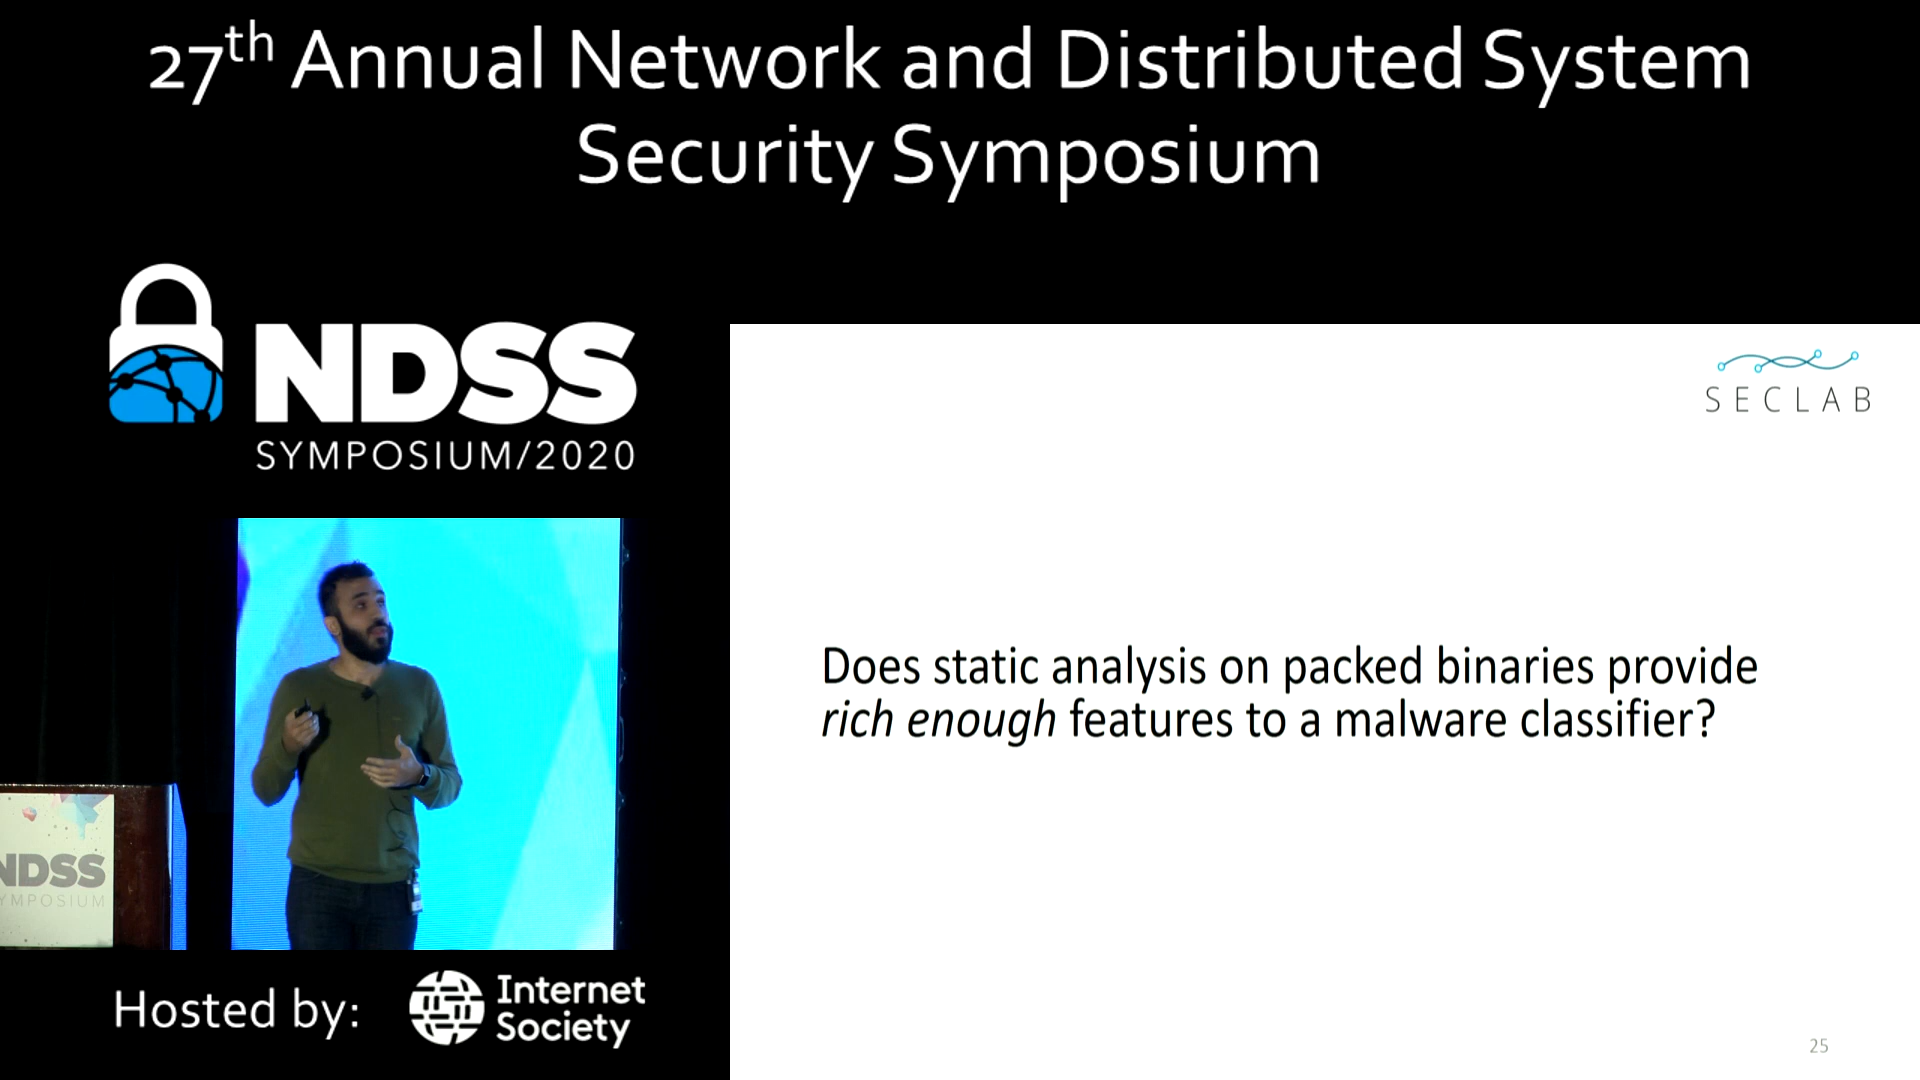 27th Annual Network and Distributed System
Security Symposium
NDSS
SYMPOSIUM/2020
SECLAB
Does static analysis on packed binaries provide
rich enough features to a malware classifier?
NDSS
YMPOSIUM
Hosted by:
Internet
Society
25